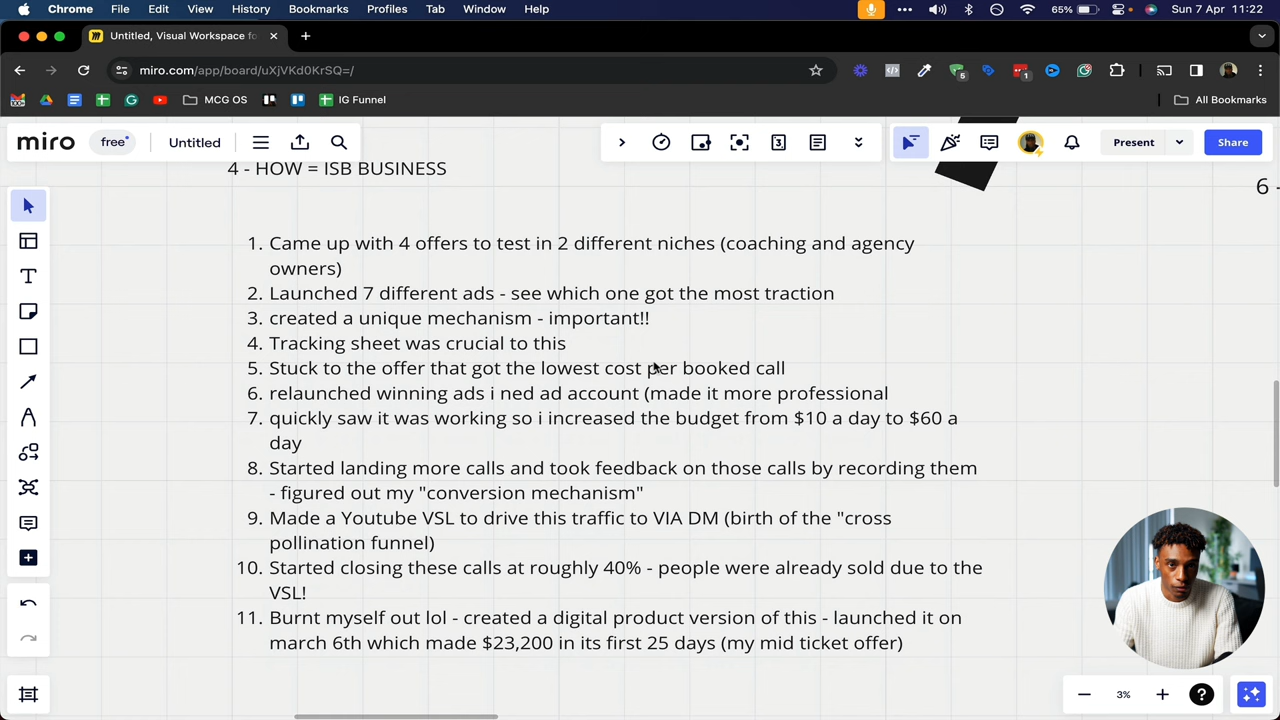 Chrome File Edit View History Bookmarks Profiles Tab Window Help 65% Sun 7 Apr 11:22
Untitled, Visual Workspace fo
miro.com/app/board/uXjVKd0KrSQ=/ 5 1
MCG OS IG Funnel All Bookmarks
miro free Untitled 3 Present Share
4 - HOW = ISB BUSINESS
6 -
1. Came up with 4 offers to test in 2 different niches (coaching and agency
owners)
2. Launched 7 different ads - see which one got the most traction
3. created a unique mechanism - important!!
4. Tracking sheet was crucial to this
5. Stuck to the offer that got the lowest cost per booked call
6. relaunched winning ads i ned ad account (made it more professional
7. quickly saw it was working so i increased the budget from $10 a day to $60 a
day
8. Started landing more calls and took feedback on those calls by recording them
- figured out my "conversion mechanism"
9. Made a Youtube VSL to drive this traffic to VIA DM (birth of the "cross
pollination funnel)
10. Started closing these calls at roughly 40% - people were already sold due to the
VSL!
11. Burnt myself out lol - created a digital product version of this - launched it on
march 6th which made $23,200 in its first 25 days (my mid ticket offer)
3% ?